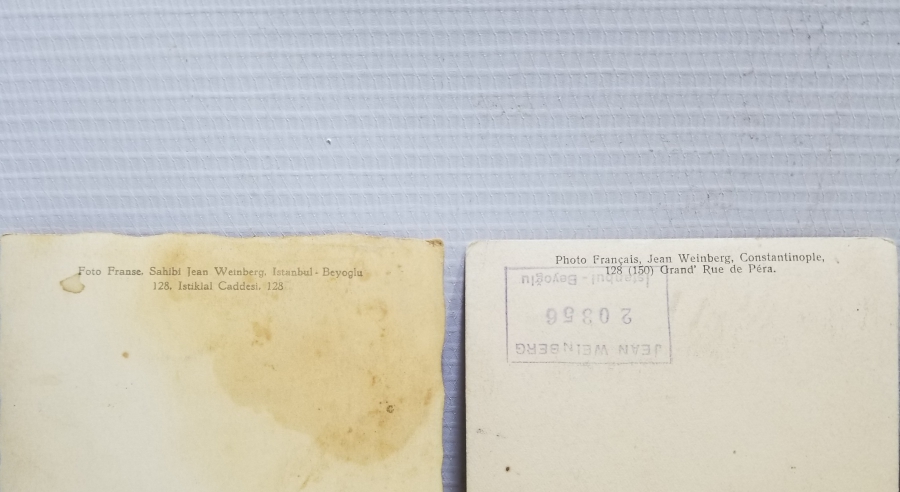 Foto Franse. Sahibi Jean Weinberg. Istanbul - Beyoglu
128. Istiklal Caddesi. 128
Photo Français, Jean Weinberg, Constantinople,
128 (150) Grand' Rue de Péra.
JEAN WEINBERG
20356
Istanbul - Beyoğlu